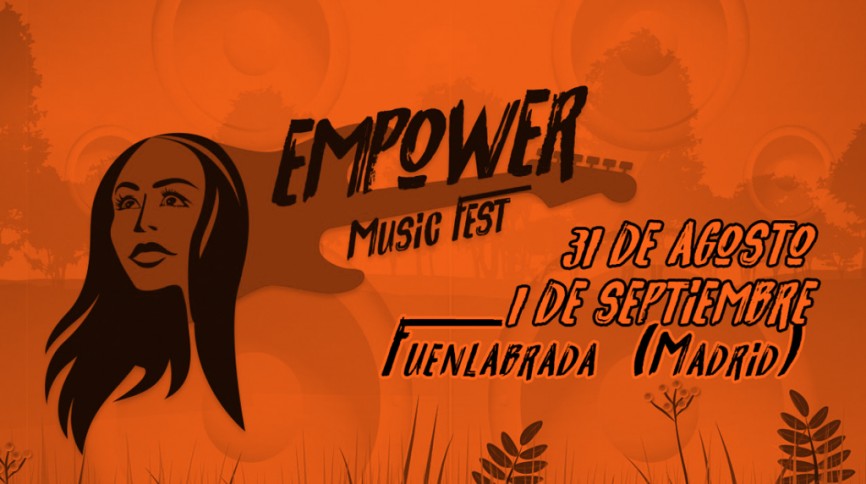 EMPOWER
MUSIC FEST
31 DE AGOSTO
1 DE SEPTIEMBRE
FUENLABRADA (MADRID)